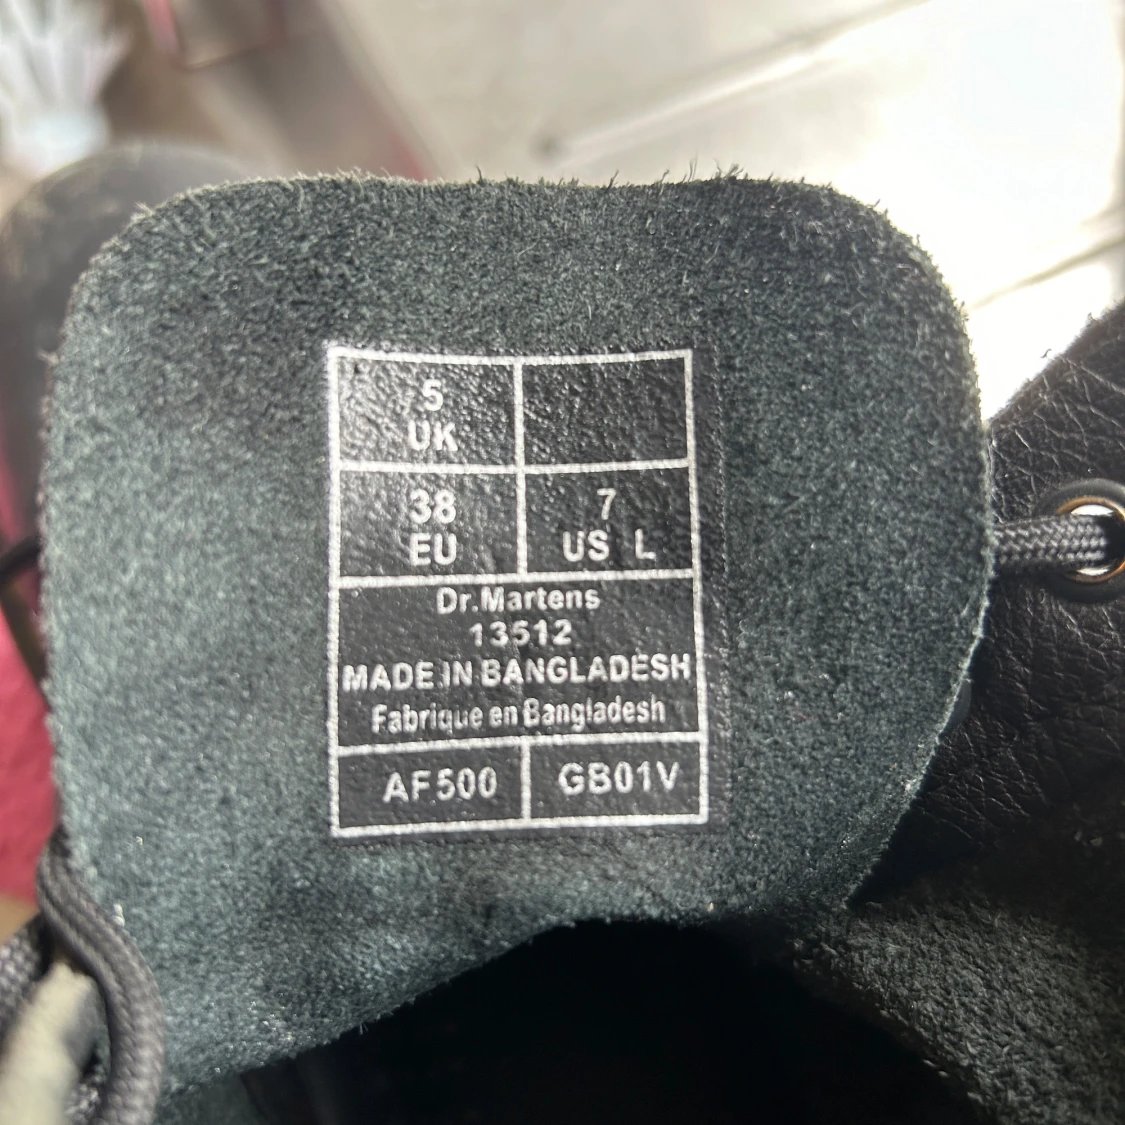 5
UK
38
EU
7
US L
Dr.Martens
13512
MADE IN BANGLADESH
Fabrique en Bangladesh
AF500
GB01V